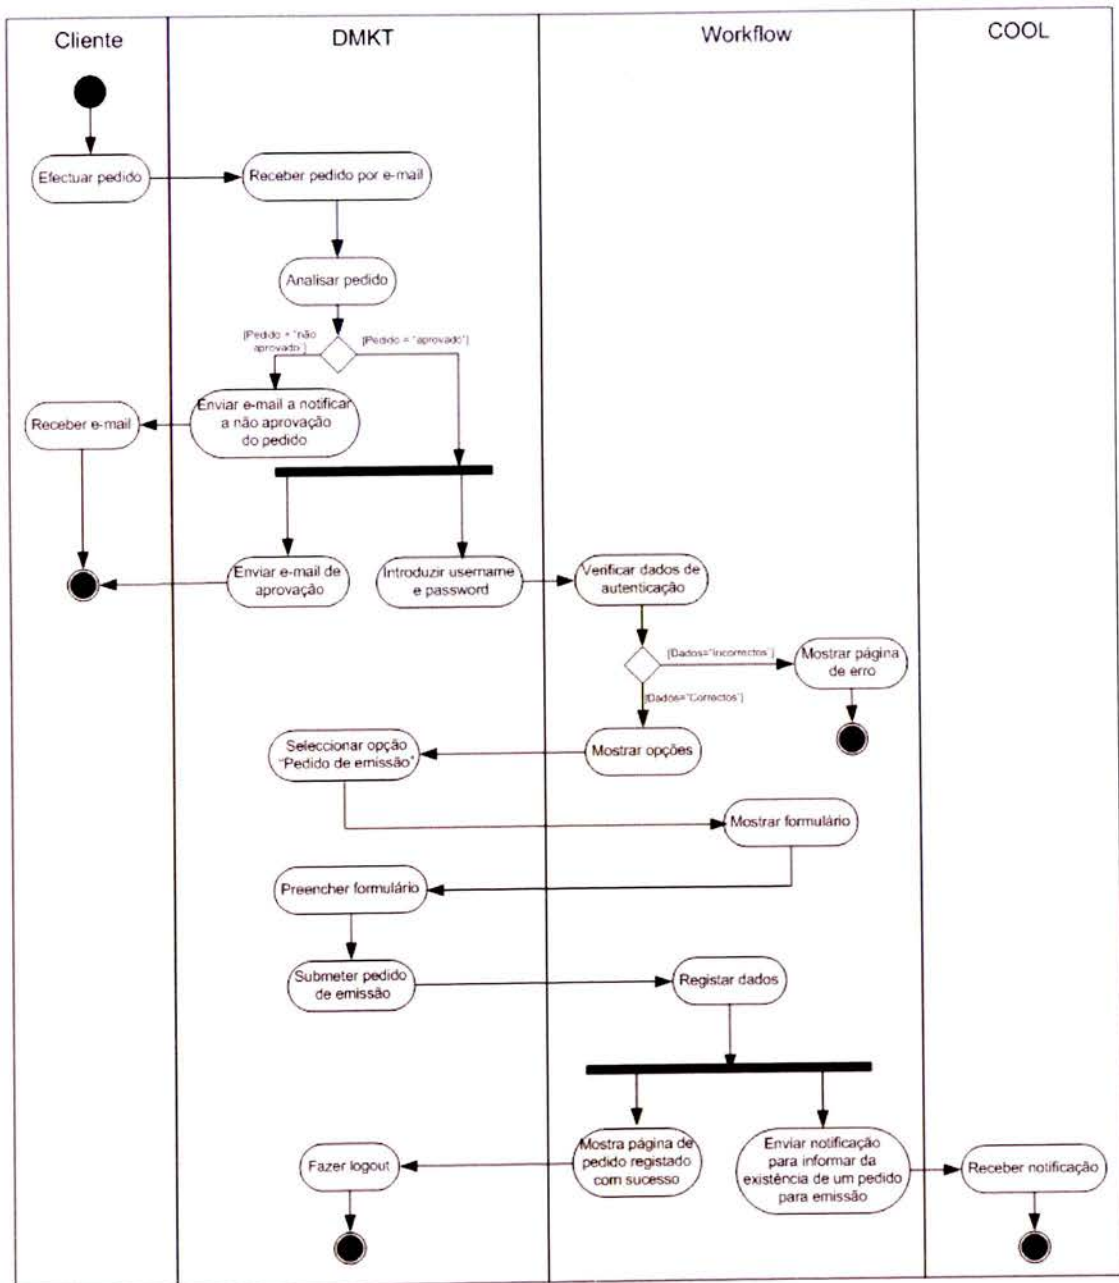 Cliente
DMKT
Workflow
COOL
Efectuar pedido
Receber pedido por e-mail
Analisar pedido
[Pedido = "não
aprovado"]
[Pedido = "aprovado"]
Receber e-mail
Enviar e-mail a notificar
a não aprovação
do pedido
Enviar e-mail de
aprovação
Introduzir username
e password
Verificar dados de
autenticação
[Dados="Incorrectos"]
Mostrar página
de erro
[Dados="Correctos"]
Seleccionar opção
"Pedido de emissão"
Mostrar opções
Mostrar formulário
Preencher formulário
Submeter pedido
de emissão
Registar dados
Fazer logout
Mostra página de
pedido registado
com sucesso
Enviar notificação
para informar da
existência de um pedido
para emissão
Receber notificação